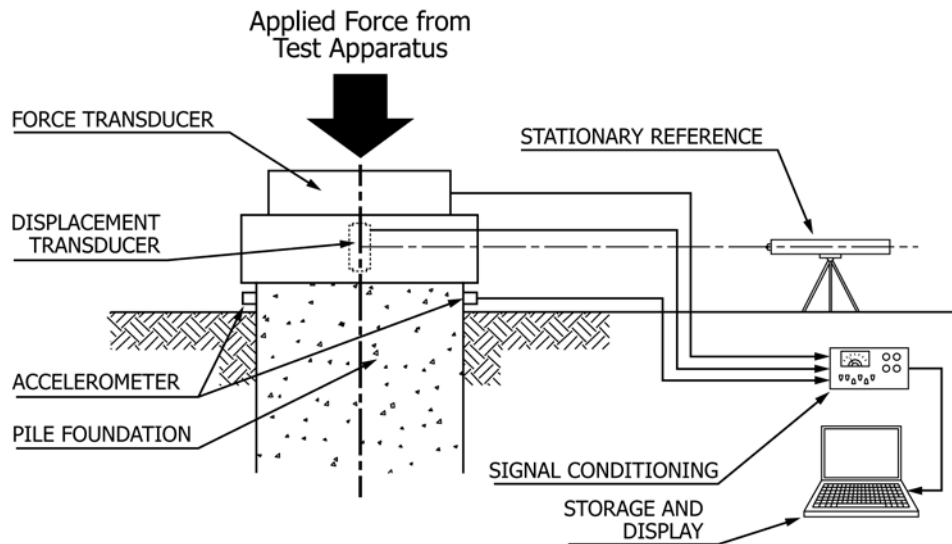 Applied Force from
Test Apparatus
FORCE TRANSDUCER
STATIONARY REFERENCE
DISPLACEMENT
TRANSDUCER
ACCELEROMETER
PILE FOUNDATION
SIGNAL CONDITIONING
STORAGE AND
DISPLAY